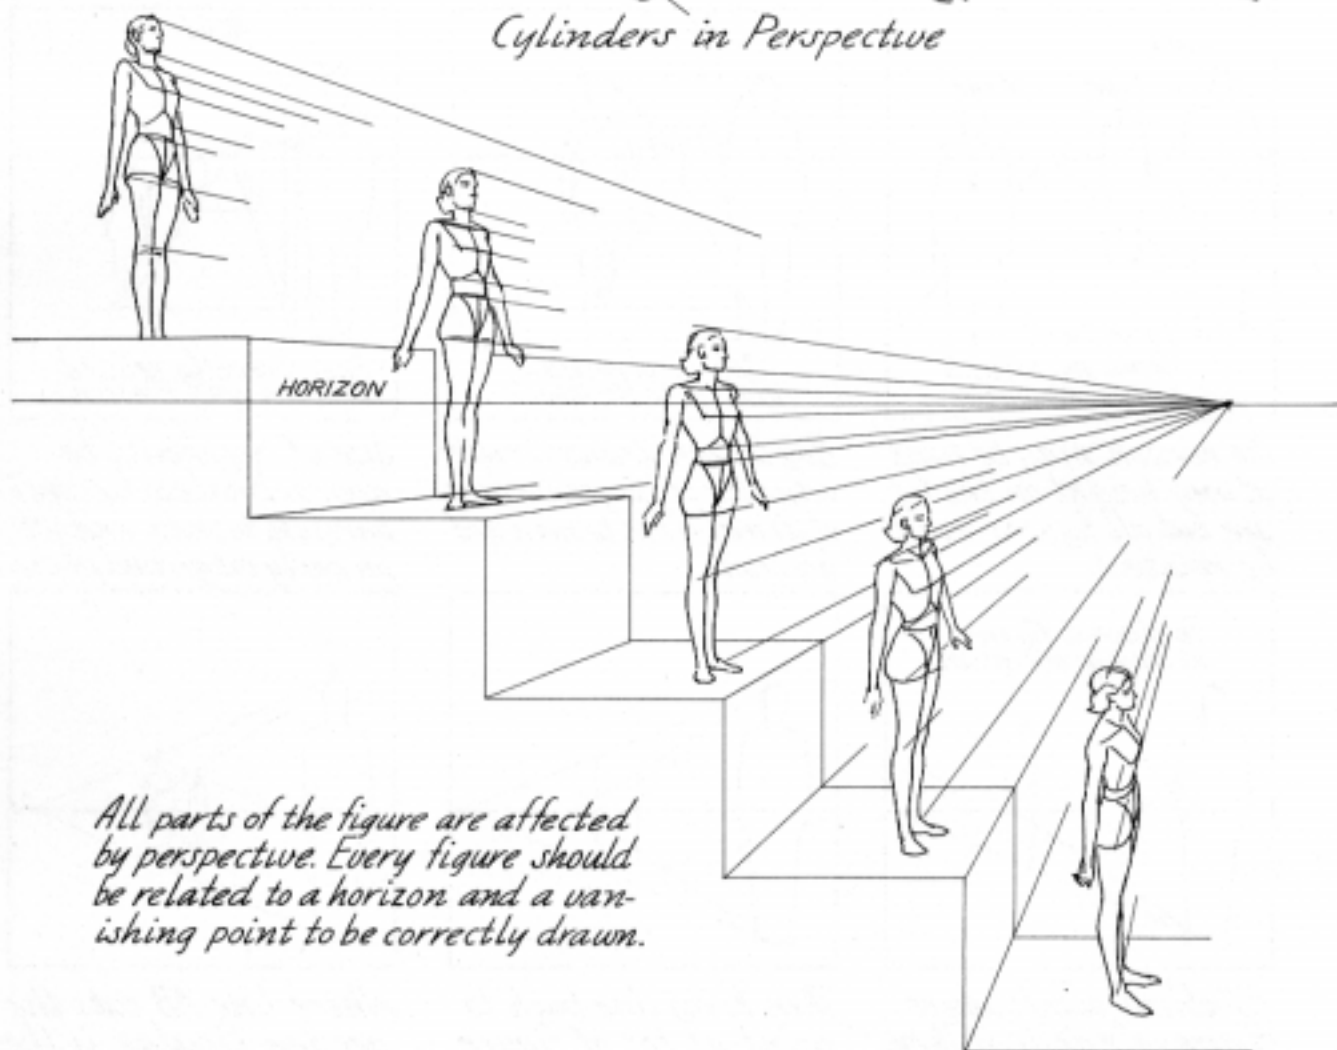 Cylinders in Perspective
HORIZON
All parts of the figure are affected
by perspective. Every figure should
be related to a horizon and a van-
ishing point to be correctly drawn.